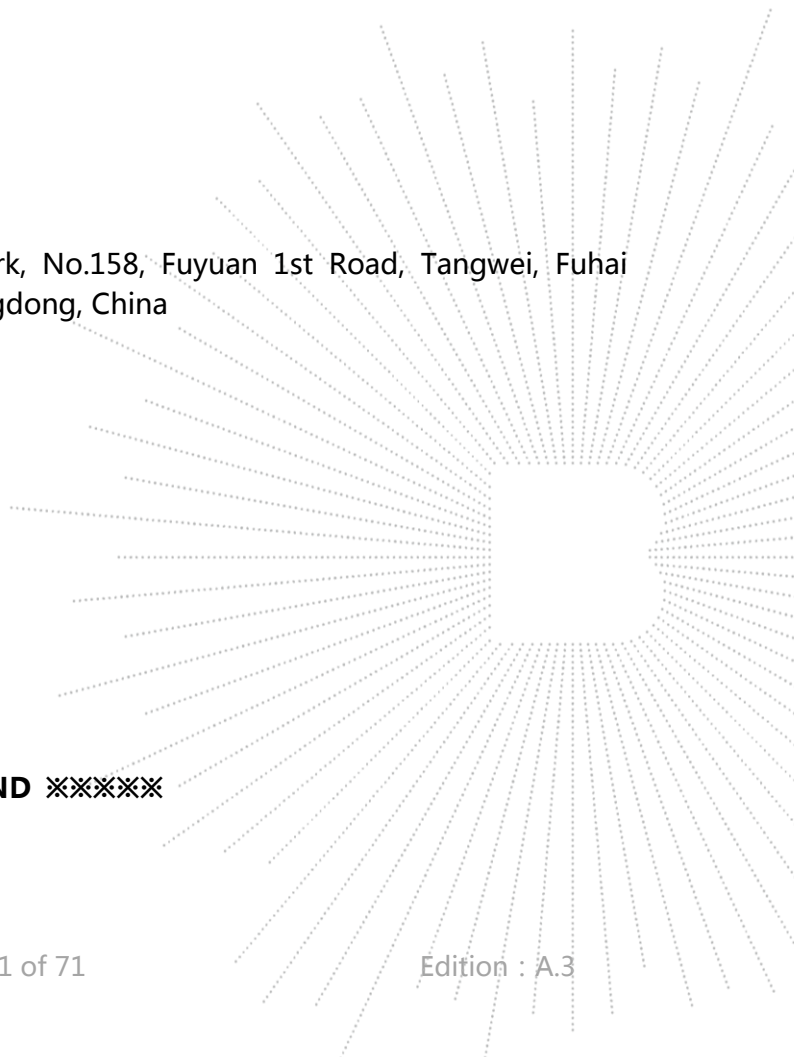 rk, No.158, Fuyuan 1st Road, Tangwei, Fuhai
gdong, China
ND ※※※※※
1 of 71 Edition : A.3